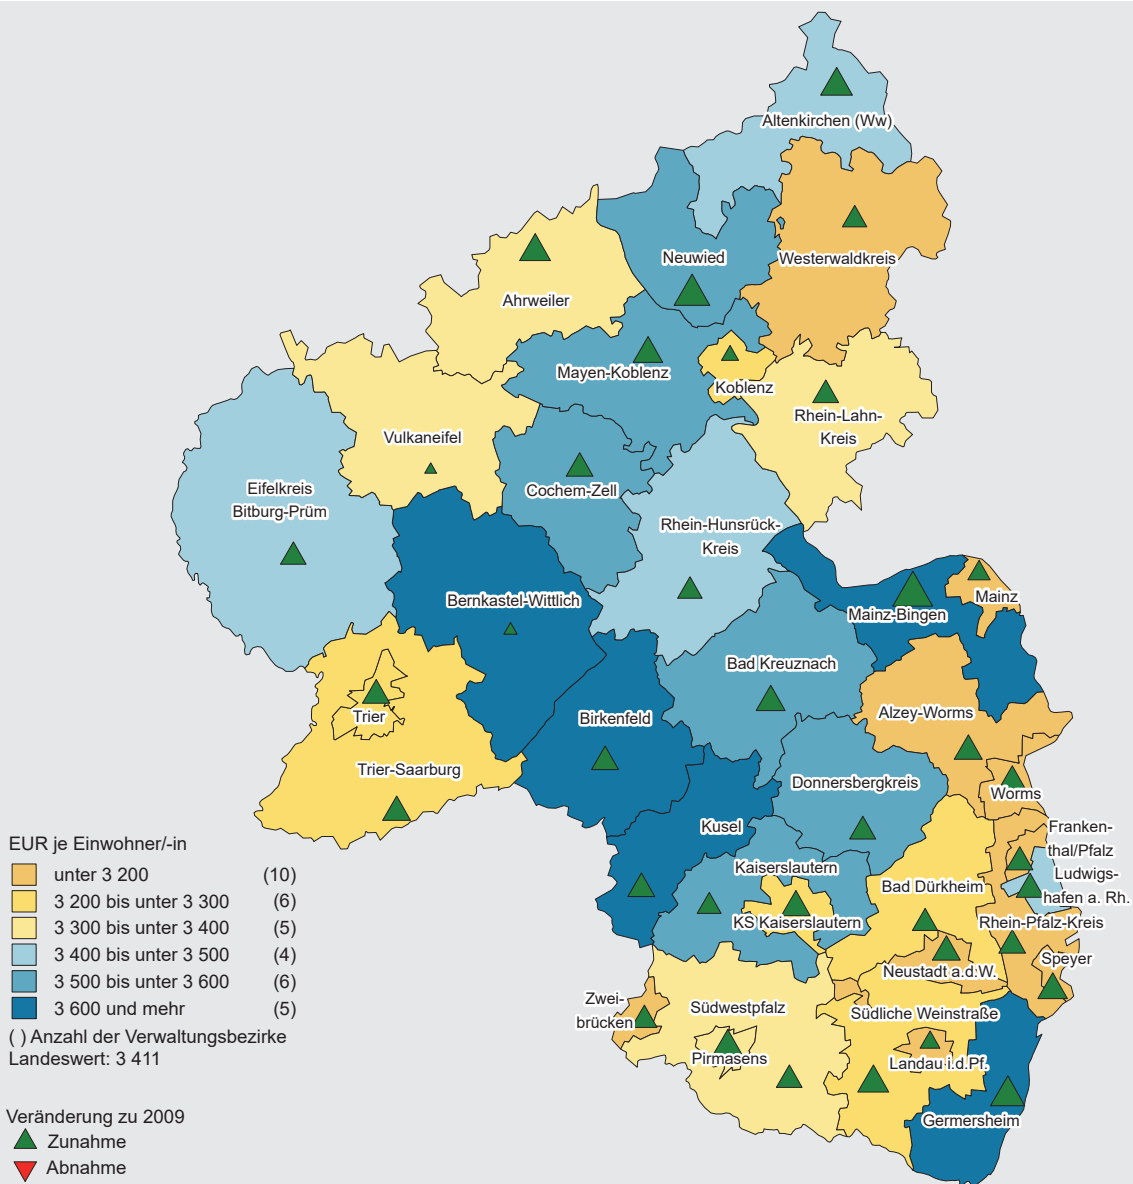 Altenkirchen (Ww)
Neuwied
Westerwaldkreis
Ahrweiler
Mayen-Koblenz
Koblenz
Rhein-Lahn-
Kreis
Vulkaneifel
Cochem-Zell
Eifelkreis
Bitburg-Prüm
Rhein-Hunsrück-
Kreis
Bernkastel-Wittlich
Mainz
Mainz-Bingen
Bad Kreuznach
Trier
Birkenfeld
Alzey-Worms
Trier-Saarburg
Donnersbergkreis
Worms
Kusel
Franken-
thal/Pfalz
Ludwigs-
hafen a. Rh.
Kaiserslautern
Bad Dürkheim
KS Kaiserslautern
Rhein-Pfalz-Kreis
Speyer
Neustadt a.d.W.
Zwei-
brücken
Südwestpfalz
Südliche Weinstraße
Pirmasens
Landau i.d.Pf.
Germersheim
EUR je Einwohner/-in
unter 3 200 (10)
3 200 bis unter 3 300 (6)
3 300 bis unter 3 400 (5)
3 400 bis unter 3 500 (4)
3 500 bis unter 3 600 (6)
3 600 und mehr (5)
( ) Anzahl der Verwaltungsbezirke
Landeswert: 3 411
Veränderung zu 2009
Zunahme
Abnahme